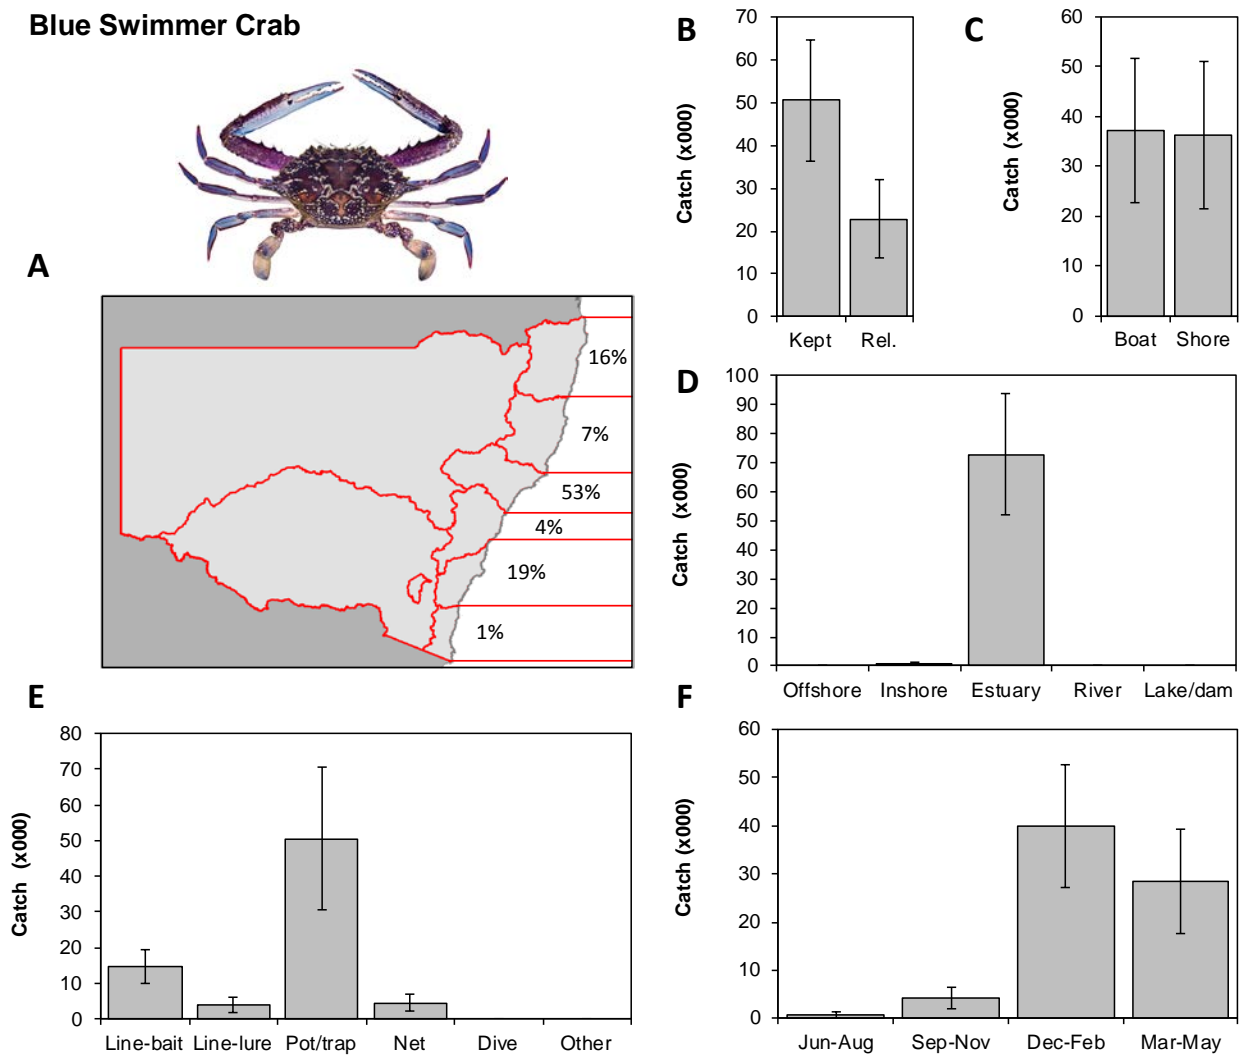 Blue Swimmer Crab
A
16%
7%
53%
4%
19%
1%
B
Catch (x000)
70
60
50
40
30
20
10
0
Kept Rel.
C
Catch (x000)
60
50
40
30
20
10
0
Boat Shore
D
Catch (x000)
100
90
80
70
60
50
40
30
20
10
0
Offshore Inshore Estuary River Lake/dam
E
Catch (x000)
80
70
60
50
40
30
20
10
0
Line-bait Line-lure Pot/trap Net Dive Other
F
Catch (x000)
60
50
40
30
20
10
0
Jun-Aug Sep-Nov Dec-Feb Mar-May